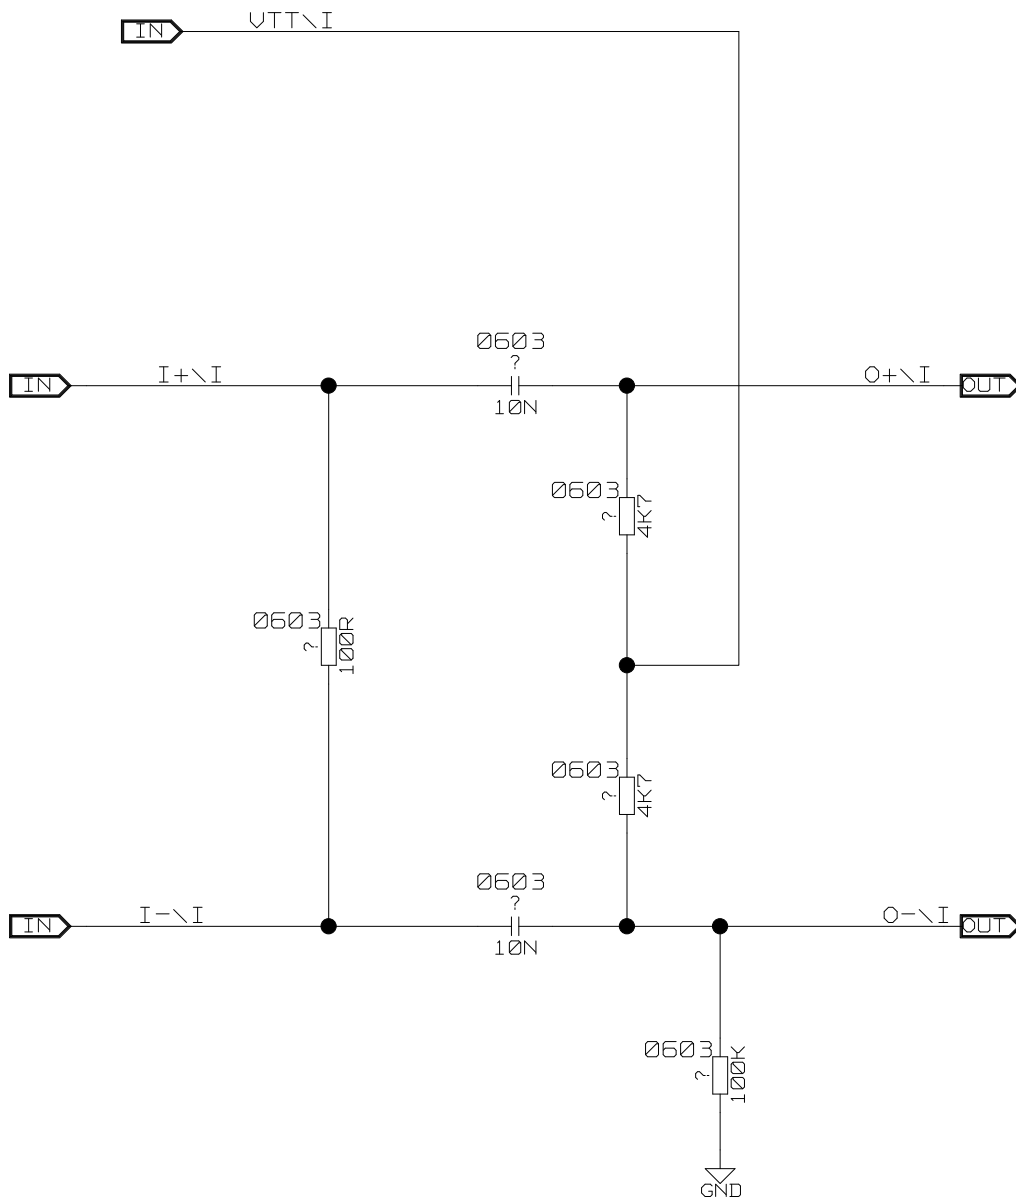 IN VTT\I
0603
?
IN I+\I O+\I OUT
10N
0603
?
4K7
0603
?
100R
0603
?
4K7
0603
?
IN I-\I O-\I OUT
10N
0603
?
100K
GND